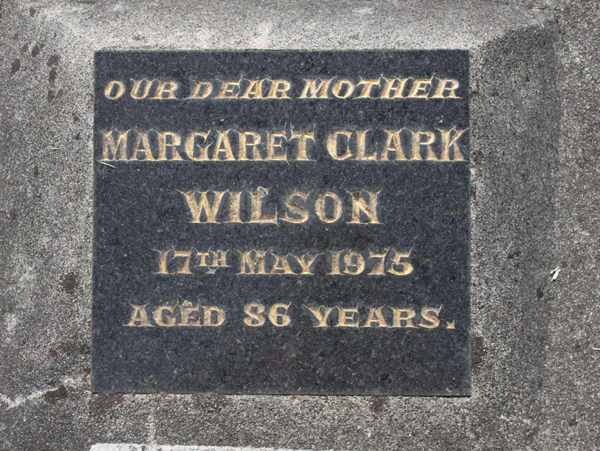 OUR DEAR MOTHER
MARGARET CLARK
WILSON
17TH MAY 1975
AGED 86 YEARS.